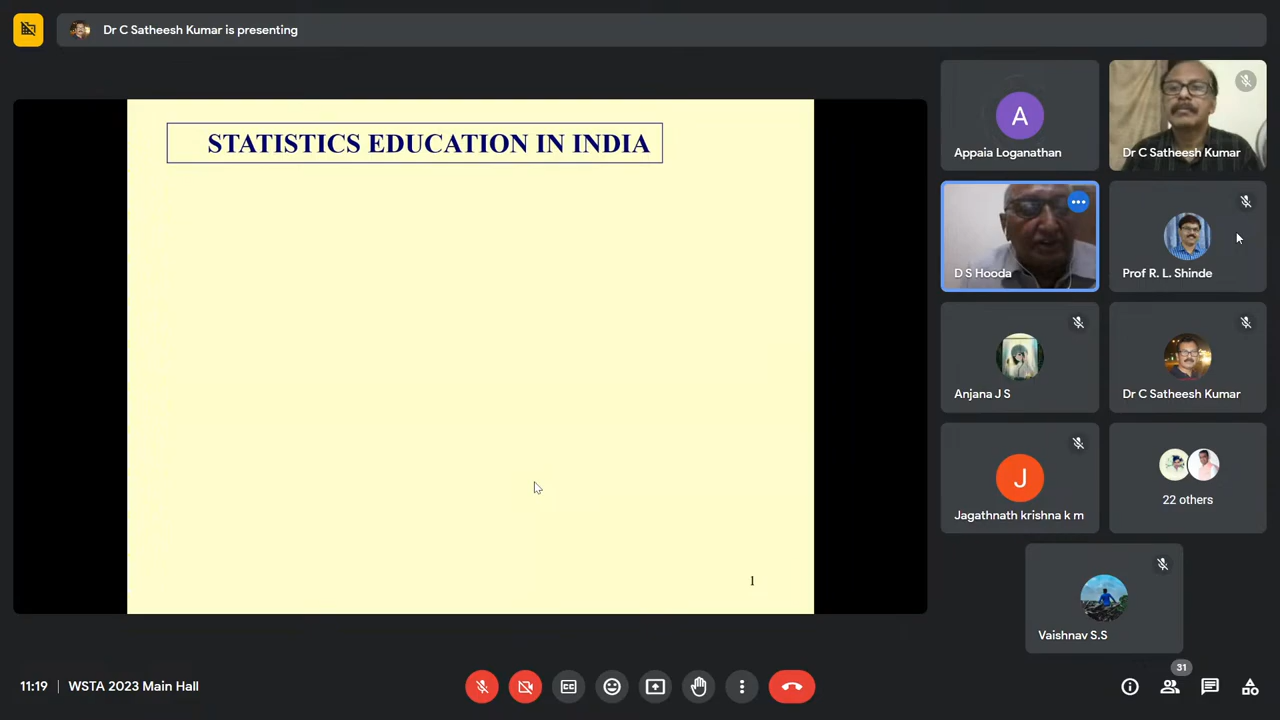 Dr C Satheesh Kumar is presenting
STATISTICS EDUCATION IN INDIA
1
A
Appaia Loganathan
Dr C Satheesh Kumar
D S Hooda
Prof R. L. Shinde
Anjana J S
Dr C Satheesh Kumar
J
Jagathnath krishna k m
22 others
Vaishnav S.S
11:19 | WSTA 2023 Main Hall
31